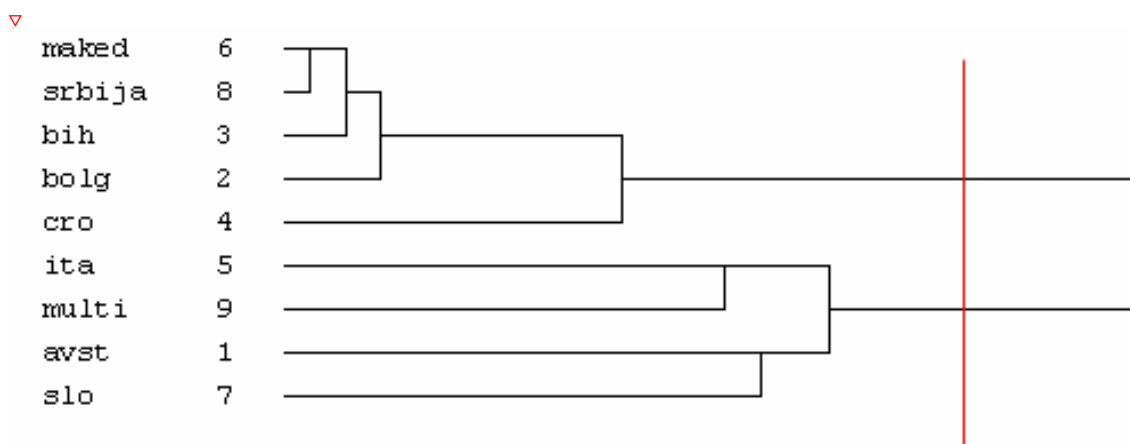 maked 6
srbija 8
bih 3
bolg 2
cro 4
ita 5
multi 9
avst 1
slo 7